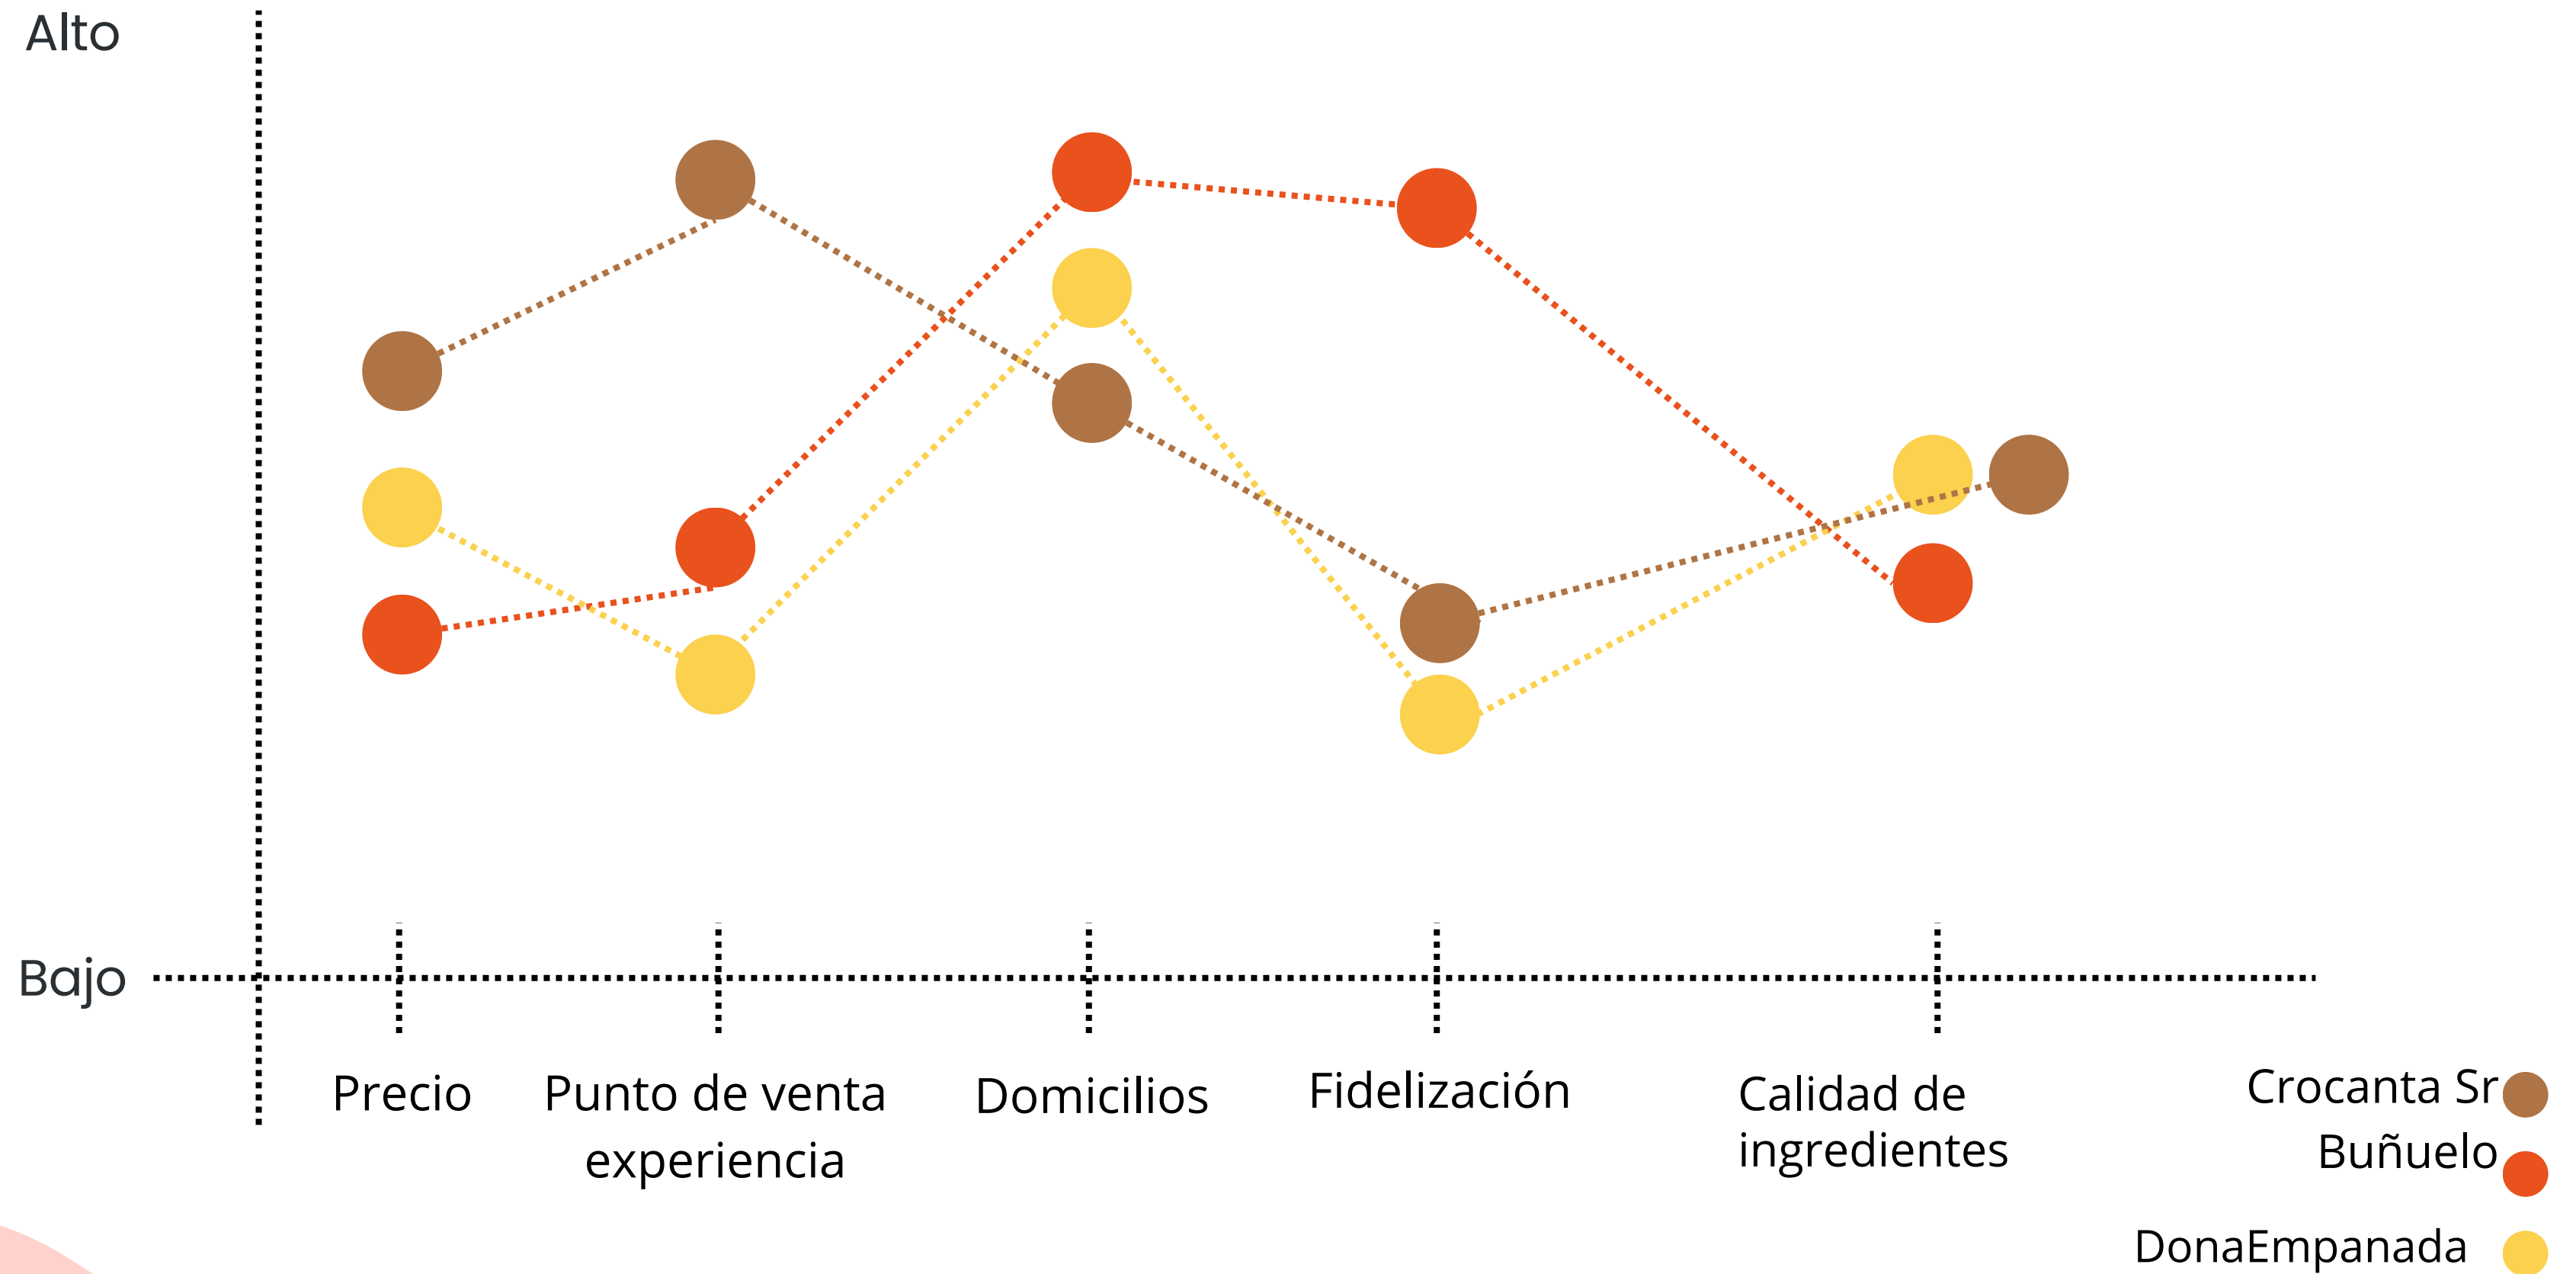 Alto
Bajo
Precio
Punto de venta
experiencia
Domicilios
Fidelización
Calidad de
ingredientes
Crocanta Sr
Buñuelo
DonaEmpanada